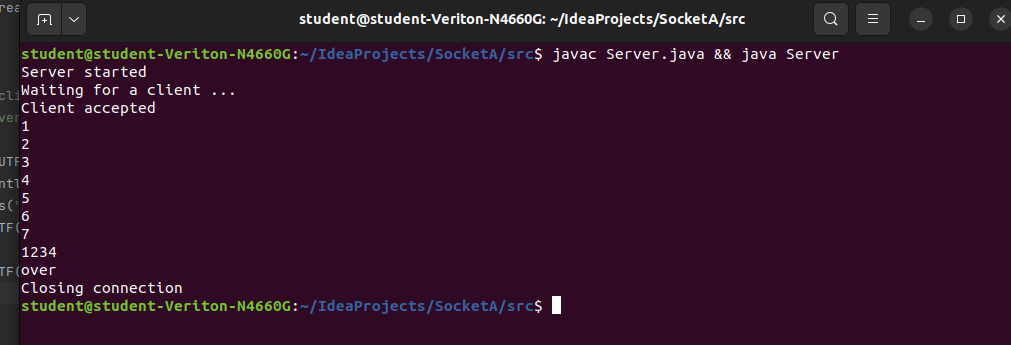 student@student-Veriton-N4660G: ~/IdeaProjects/SocketA/src
student@student-Veriton-N4660G:~/IdeaProjects/SocketA/src$ javac Server.java && java Server
Server started
Waiting for a client ...
Client accepted
1
2
3
4
5
6
7
1234
over
Closing connection
student@student-Veriton-N4660G:~/IdeaProjects/SocketA/src$